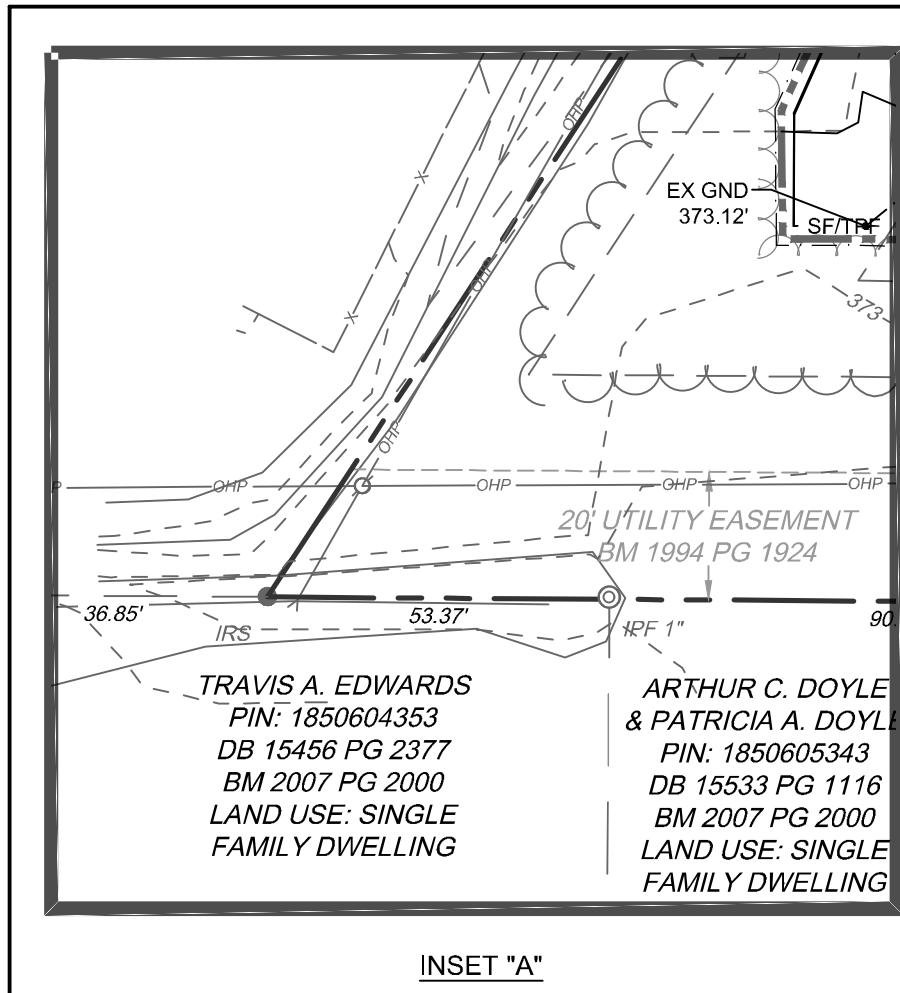 OHP
EX GND
373.12'
SF/TPF
X
OHP
373
X
OHP
P
OHP
OHP
OHP
OHP
20' UTILITY EASEMENT
BM 1994 PG 1924
36.85'
53.37'
90.
IRS
IPF 1"
TRAVIS A. EDWARDS
PIN: 1850604353
DB 15456 PG 2377
BM 2007 PG 2000
LAND USE: SINGLE
FAMILY DWELLING
ARTHUR C. DOYLE
& PATRICIA A. DOYLE
PIN: 1850605343
DB 15533 PG 1116
BM 2007 PG 2000
LAND USE: SINGLE
FAMILY DWELLING
INSET "A"